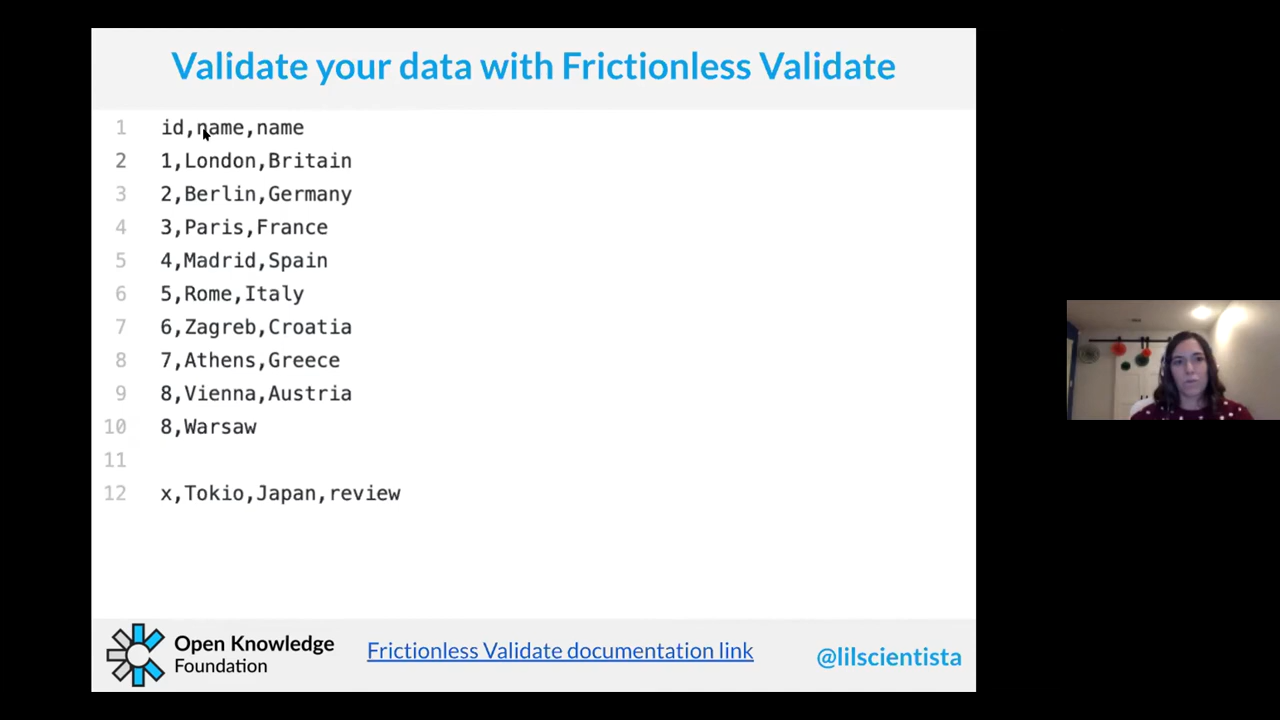 Validate your data with Frictionless Validate
1 id,name,name
2 1,London,Britain
3 2,Berlin,Germany
4 3,Paris,France
5 4,Madrid,Spain
6 5,Rome,Italy
7 6,Zagreb,Croatia
8 7,Athens,Greece
9 8,Vienna,Austria
10 8,Warsaw
11
12 x,Tokio,Japan,review
Open Knowledge
Foundation
Frictionless Validate documentation link
@lilscientista